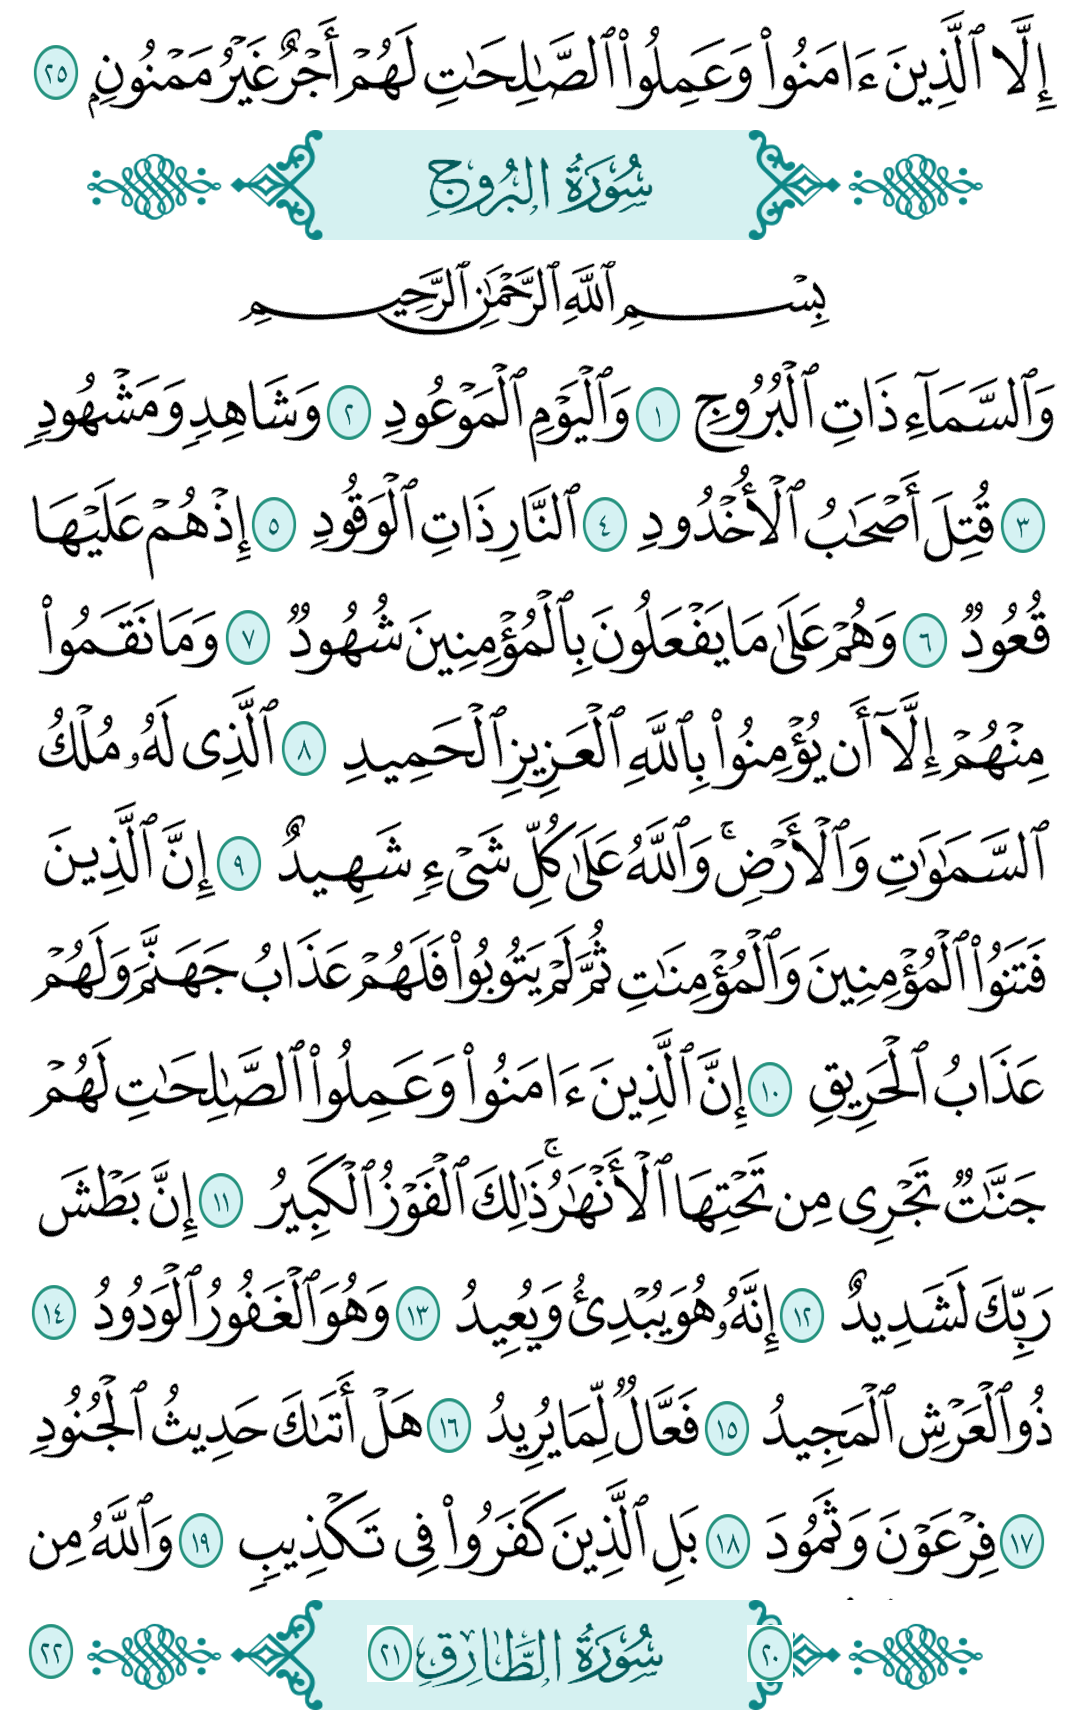 إِلَّا ٱلَّذِينَ ءَامَنُوا۟ وَعَمِلُوا۟ ٱلصَّـٰلِحَـٰتِ لَهُمْ أَجْرٌ غَيْرُ مَمْنُونٍۭ ٢٥
سُورَةُ البُرُوجِ
بِسْمِ ٱللَّهِ ٱلرَّحْمَـٰنِ ٱلرَّحِيمِ
وَٱلسَّمَآءِ ذَاتِ ٱلْبُرُوجِ ١ وَٱلْيَوْمِ ٱلْمَوْعُودِ ٢ وَشَاهِدٍ وَمَشْهُودٍ
٣ قُتِلَ أَصْحَـٰبُ ٱلْأُخْدُودِ ٤ ٱلنَّارِ ذَاتِ ٱلْوَقُودِ ٥ إِذْ هُمْ عَلَيْهَا
قُعُودٌ ٦ وَهُمْ عَلَىٰ مَا يَفْعَلُونَ بِٱلْمُؤْمِنِينَ شُهُودٌ ٧ وَمَا نَقَمُوا۟
مِنْهُمْ إِلَّآ أَن يُؤْمِنُوا۟ بِٱللَّهِ ٱلْعَزِيزِ ٱلْحَمِيدِ ٨ ٱلَّذِى لَهُۥ مُلْكُ
ٱلسَّمَـٰوَٰتِ وَٱلْأَرْضِ ۚ وَٱللَّهُ عَلَىٰ كُلِّ شَىْءٍ شَهِيدٌ ٩ إِنَّ ٱلَّذِينَ
فَتَنُوا۟ ٱلْمُؤْمِنِينَ وَٱلْمُؤْمِنَـٰتِ ثُمَّ لَمْ يَتُوبُوا۟ فَلَهُمْ عَذَابُ جَهَنَّمَ وَلَهُمْ
عَذَابُ ٱلْحَرِيقِ ١٠ إِنَّ ٱلَّذِينَ ءَامَنُوا۟ وَعَمِلُوا۟ ٱلصَّـٰلِحَـٰتِ لَهُمْ
جَنَّـٰتٌ تَجْرِى مِن تَحْتِهَا ٱلْأَنْهَـٰرُ ۚ ذَٰلِكَ ٱلْفَوْزُ ٱلْكَبِيرُ ١١ إِنَّ بَطْشَ
رَبِّكَ لَشَدِيدٌ ١٢ إِنَّهُۥ هُوَ يُبْدِئُ وَيُعِيدُ ١٣ وَهُوَ ٱلْغَفُورُ ٱلْوَدُودُ ١٤
ذُو ٱلْعَرْشِ ٱلْمَجِيدُ ١٥ فَعَّالٌ لِّمَا يُرِيدُ ١٦ هَلْ أَتَىٰكَ حَدِيثُ ٱلْجُنُودِ
١٧ فِرْعَوْنَ وَثَمُودَ ١٨ بَلِ ٱلَّذِينَ كَفَرُوا۟ فِى تَكْذِيبٍ ١٩ وَٱللَّهُ مِن
٢٠ سُورَةُ الطَّارِقِ ٢١ ٢٢